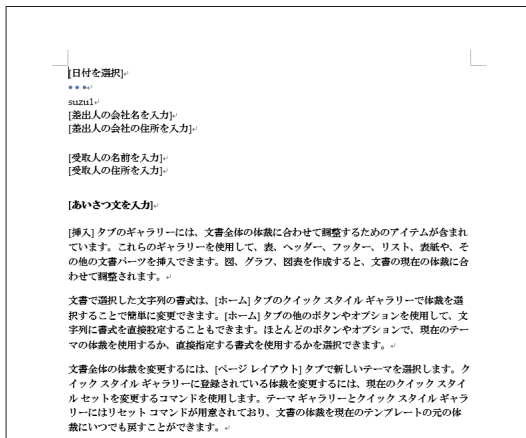 [日付を選択]
suzu1
[差出人の会社名を入力]
[差出人の会社の住所を入力]
[受取人の名前を入力]
[受取人の住所を入力]
[あいさつ文を入力]
[挿入] タブのギャラリーには、文書全体の体裁に合わせて調整するためのアイテムが含まれ
ています。これらのギャラリーを使用して、表、ヘッダー、フッター、リスト、表紙や、そ
の他の文書パーツを挿入できます。図、グラフ、図表を作成すると、文書の現在の体裁に合
わせて調整されます。
文書で選択した文字列の書式は、[ホーム] タブのクイック スタイル ギャラリーで体裁を選
択することで簡単に変更できます。[ホーム] タブの他のボタンやオプションを使用して、文
字列に書式を直接設定することもできます。ほとんどのボタンやオプションで、現在のテー
マの体裁を使用するか、直接指定する書式を使用するかを選択できます。
文書全体の体裁を変更するには、[ページ レイアウト] タブで新しいテーマを選択します。ク
イック スタイル ギャラリーに登録されている体裁を変更するには、現在のクイック スタイ
ル セットを変更するコマンドを使用します。テーマ ギャラリーとクイック スタイル ギャラ
リーにはリセット コマンドが用意されており、文書の体裁を現在のテンプレートの元の体
裁にいつでも戻すことができます。